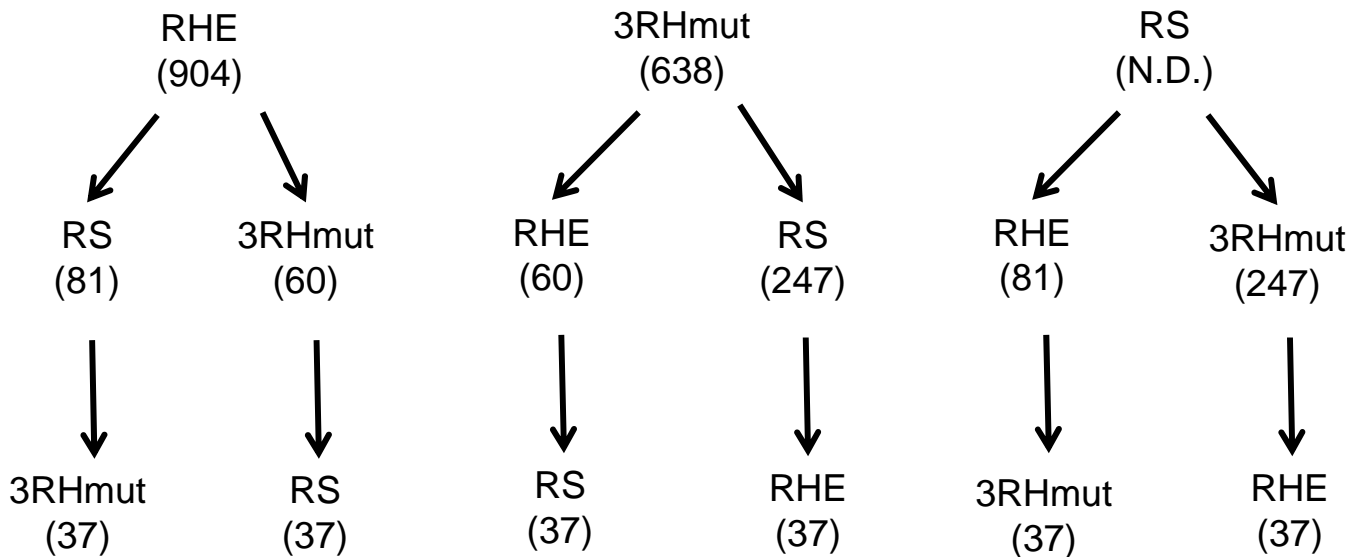 RHE
(904)
3RHmut
(638)
RS
(N.D.)
RS
(81)
3RHmut
(60)
RHE
(60)
RS
(247)
RHE
(81)
3RHmut
(247)
3RHmut
(37)
RS
(37)
RS
(37)
RHE
(37)
3RHmut
(37)
RHE
(37)